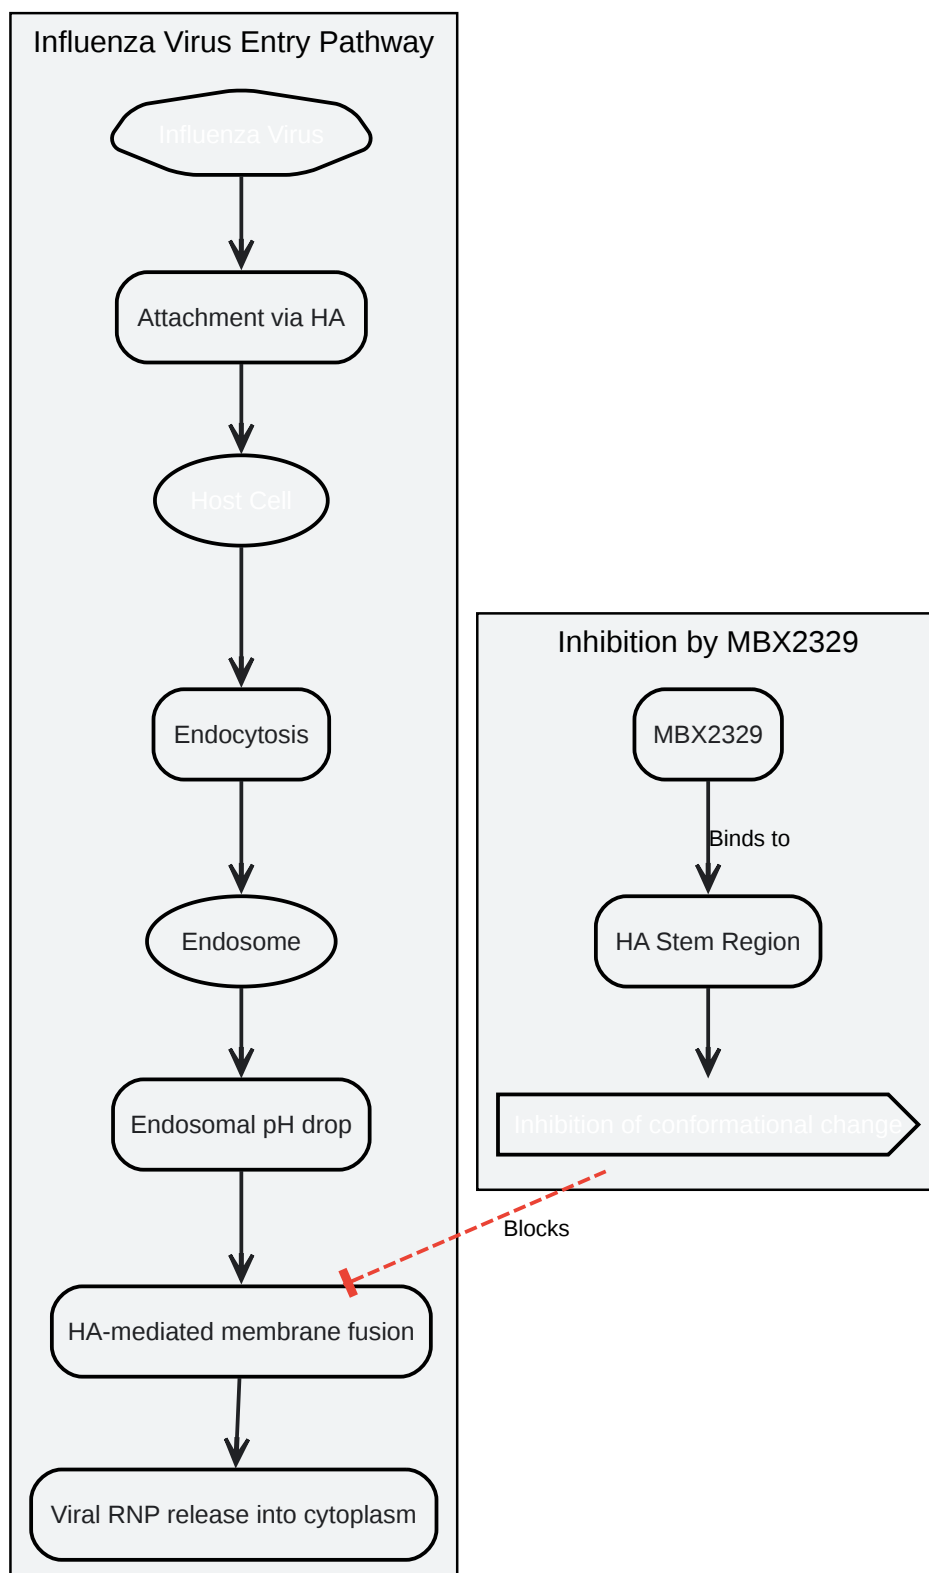 Influenza Virus Entry Pathway
Influenza Virus
Attachment via HA
Host Cell
Endocytosis
Endosome
Endosomal pH drop
HA-mediated membrane fusion
Viral RNP release into cytoplasm
Inhibition by MBX2329
MBX2329
Binds to
HA Stem Region
Inhibition of conformational change
Blocks